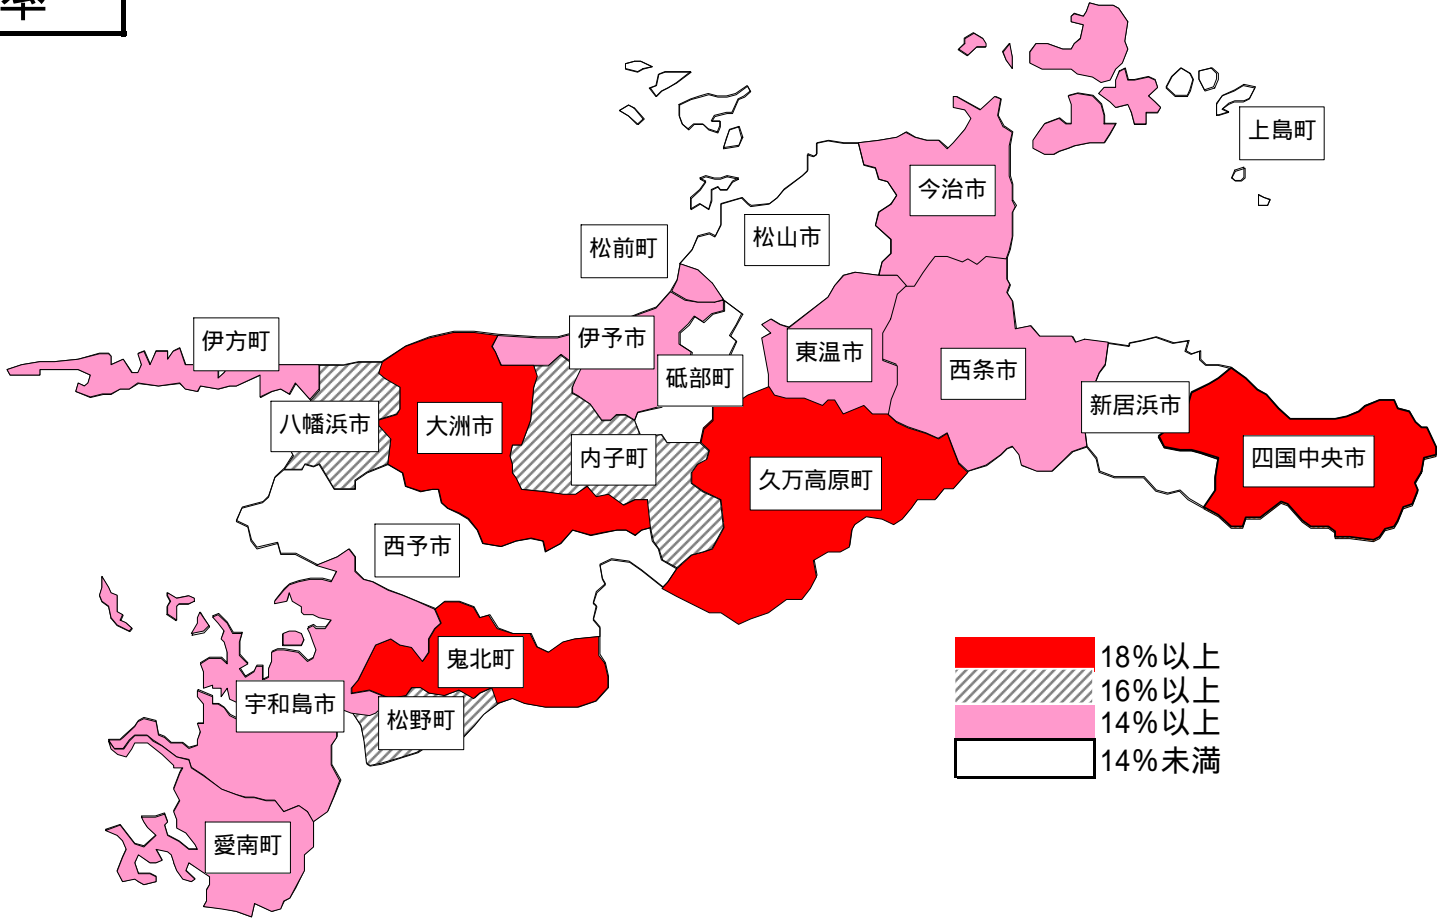 率
上島町
今治市
松山市
松前町
伊方町
伊予市
東温市
砥部町
西条市
新居浜市
八幡浜市
大洲市
内子町
久万高原町
四国中央市
西予市
鬼北町
宇和島市
松野町
愛南町
18%以上
16%以上
14%以上
14%未満